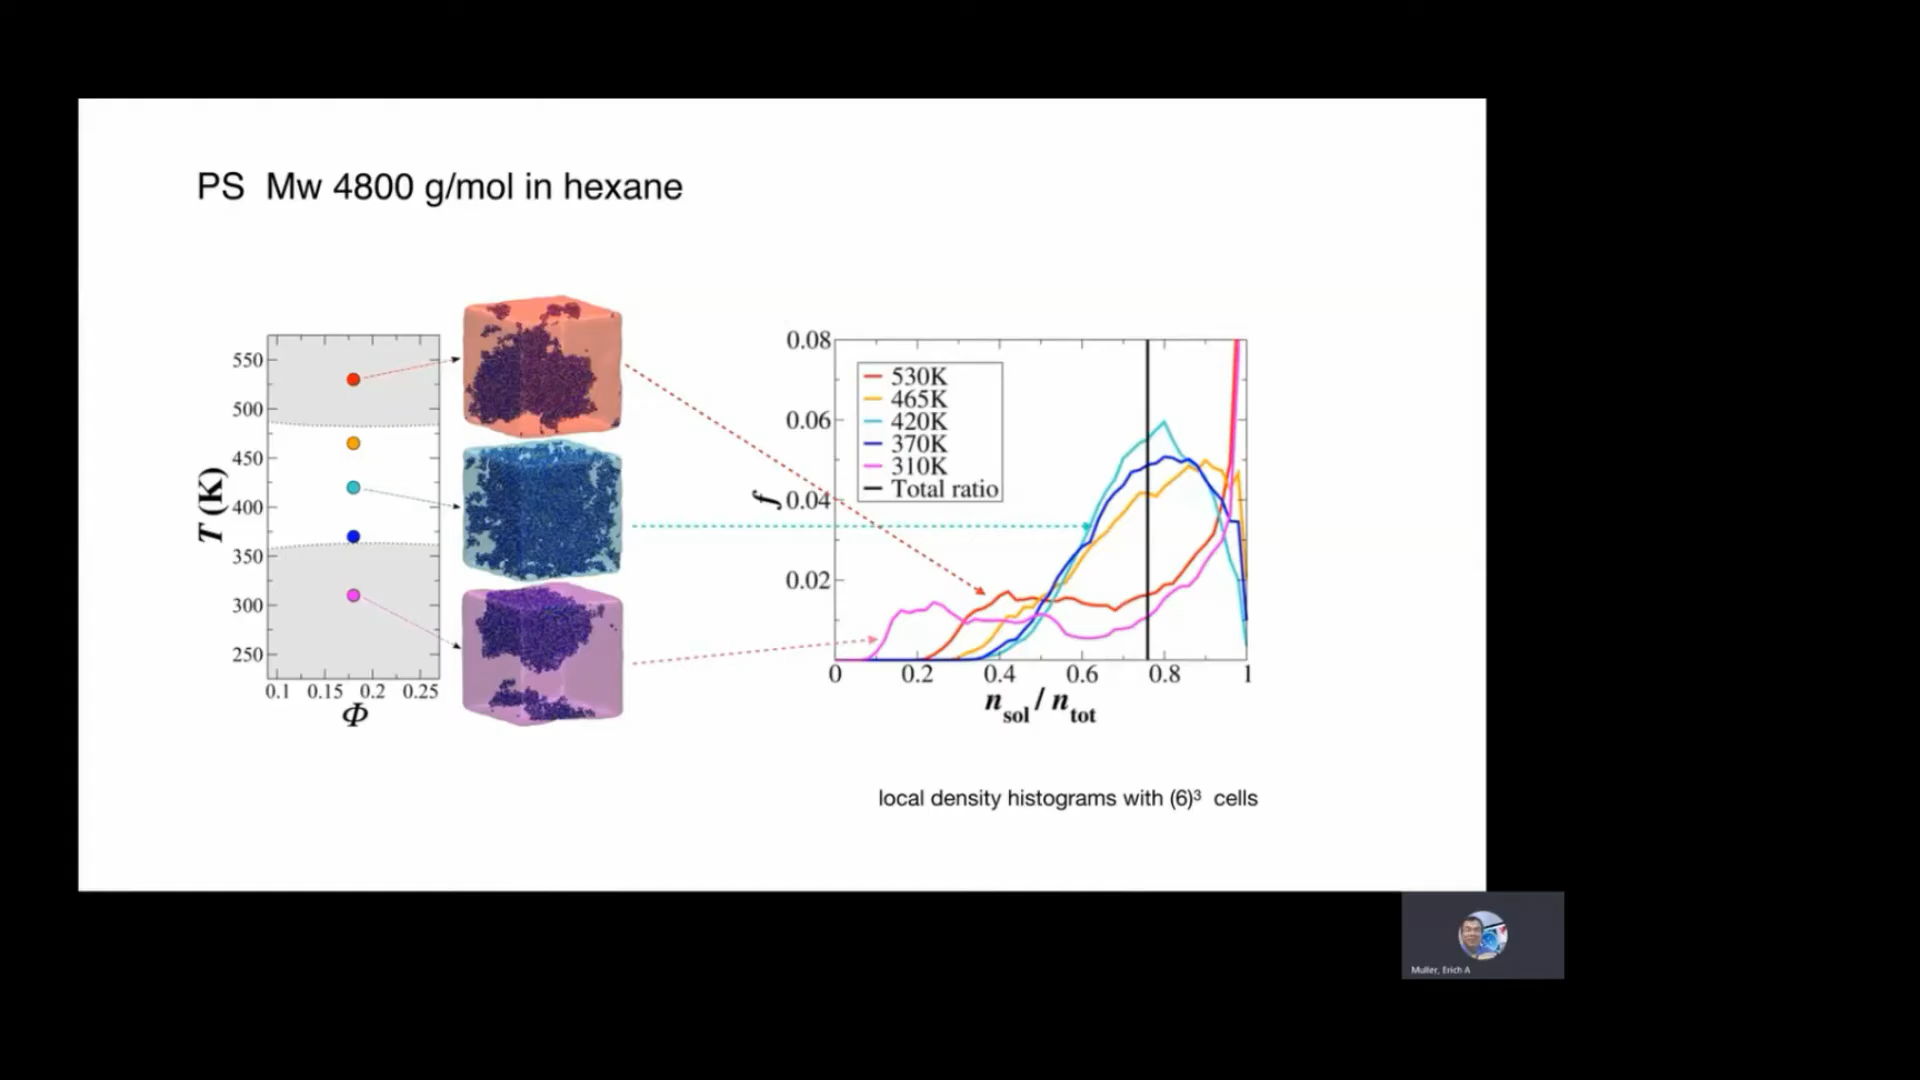 PS Mw 4800 g/mol in hexane
550
500
450
400
350
300
250
T (K)
0.1 0.15 0.2 0.25
Φ
0.08
0.06
0.04
0.02
f
530K
465K
420K
370K
310K
Total ratio
0 0.2 0.4 0.6 0.8 1
nsol / ntot
local density histograms with (6)³ cells
Muller, Erich A